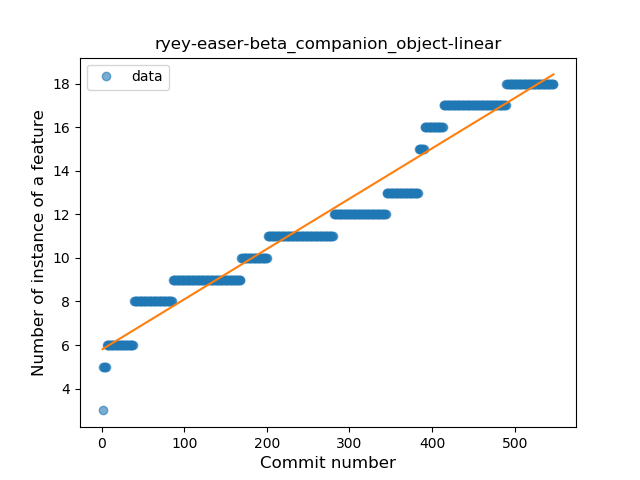 ryey-easer-beta_companion_object-linear
data
Number of instance of a feature
18
16
14
12
10
8
6
4
0 100 200 300 400 500
Commit number